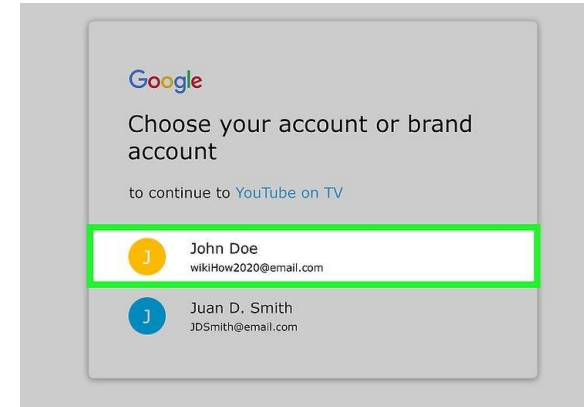 Google
Choose your account or brand
account
to continue to YouTube on TV
J
John Doe
wikiHow2020@email.com
J
Juan D. Smith
JDSmith@email.com